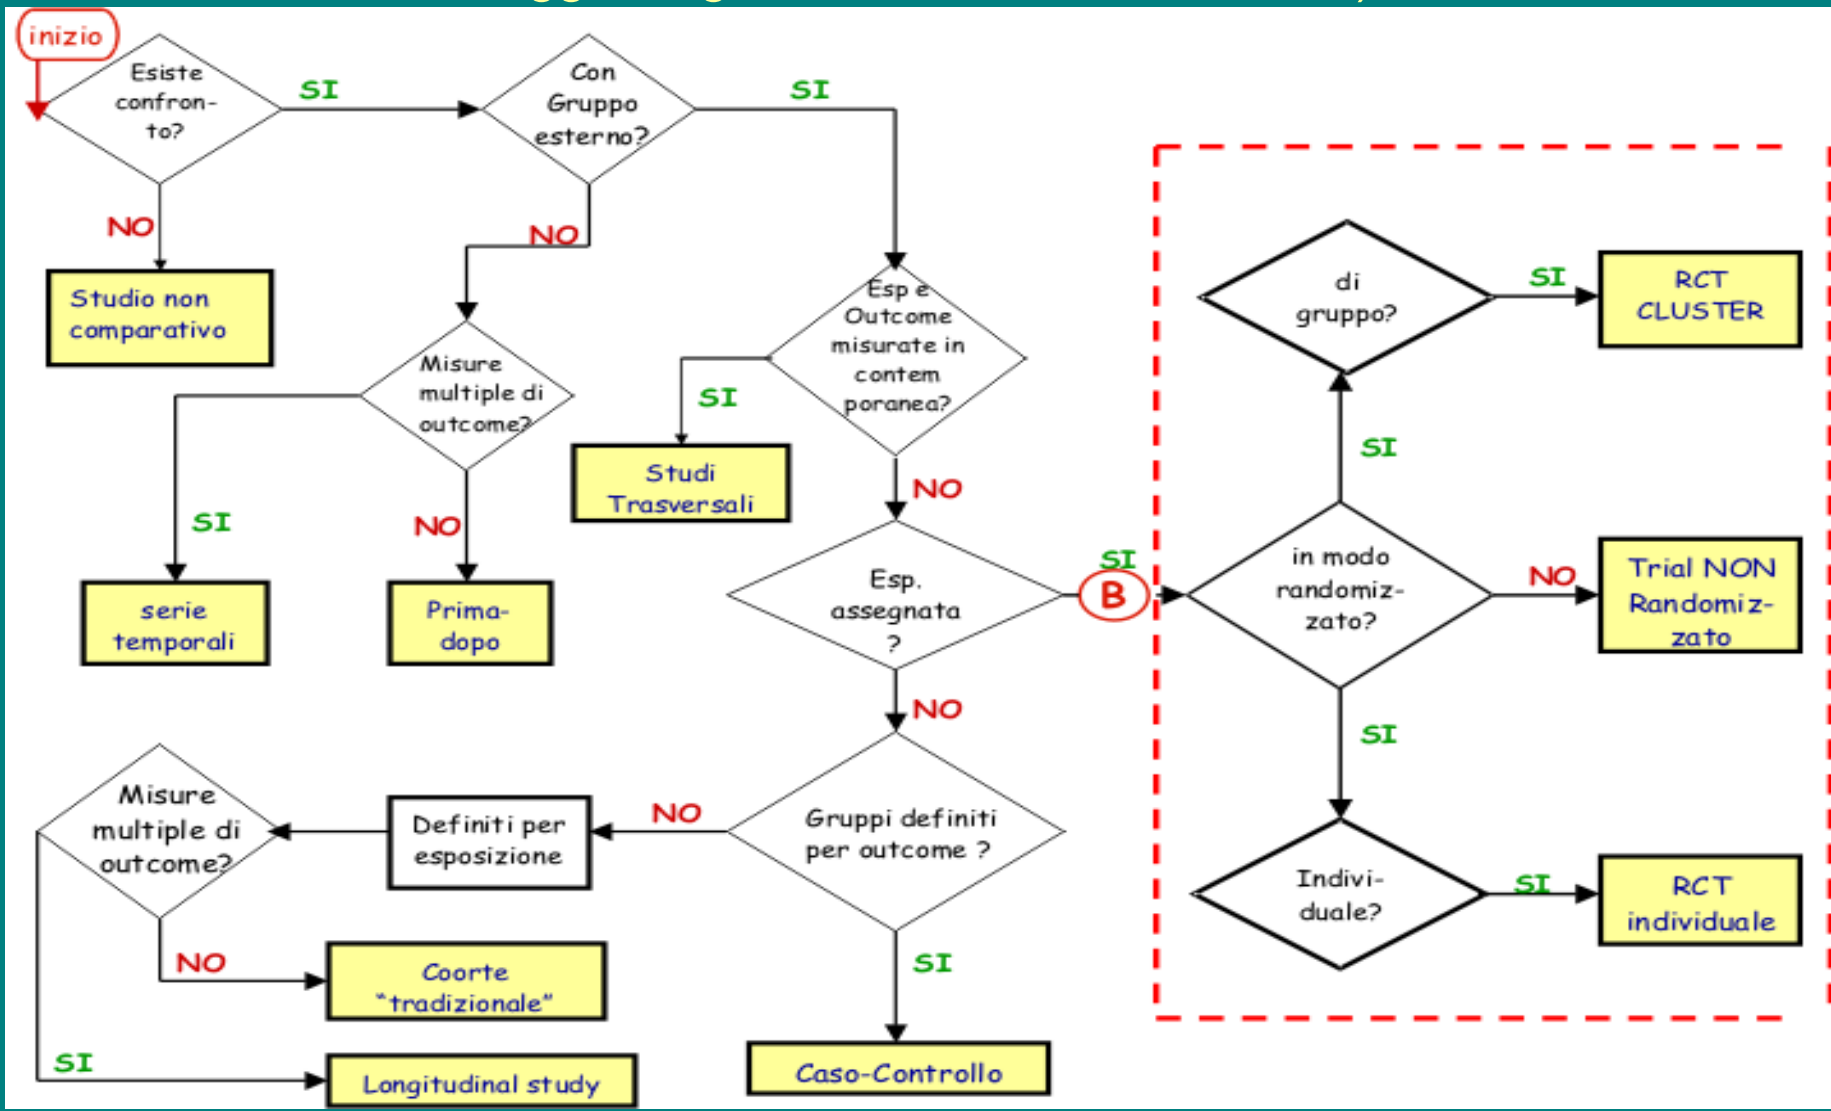 inizio
Esiste
confron-
to?
SI
Con
Gruppo
esterno?
SI
NO
Studio non
comparativo
NO
Misure
multiple di
outcome?
SI
serie
temporali
NO
Prima-
dopo
Esp e
Outcome
misurate in
contem
poranea?
SI
Studi
Trasversali
NO
Esp.
assegnata
?
SI
B
in modo
randomiz-
zato?
SI
di
gruppo?
SI
RCT
CLUSTER
NO
Trial NON
Randomiz-
zato
SI
Indivi-
duale?
SI
RCT
individuale
NO
Gruppi definiti
per outcome ?
NO
Definiti per
esposizione
Misure
multiple di
outcome?
NO
Coorte
“tradizionale”
SI
Longitudinal study
SI
Caso-Controllo